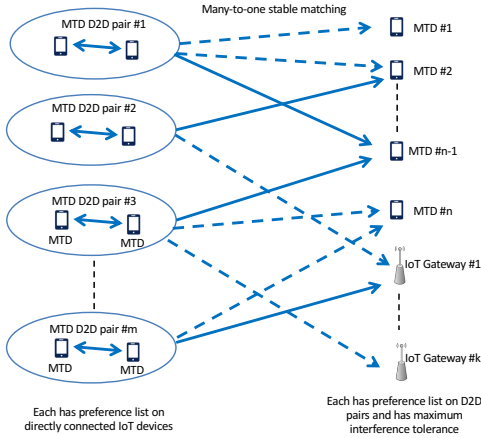 Many-to-one stable matching
MTD D2D pair #1
MTD #1
MTD #2
MTD D2D pair #2
MTD #n-1
MTD D2D pair #3
MTD
MTD
MTD #n
IoT Gateway #1
MTD D2D pair #m
MTD
MTD
IoT Gateway #k
Each has preference list on
directly connected IoT devices
Each has preference list on D2D
pairs and has maximum
interference tolerance